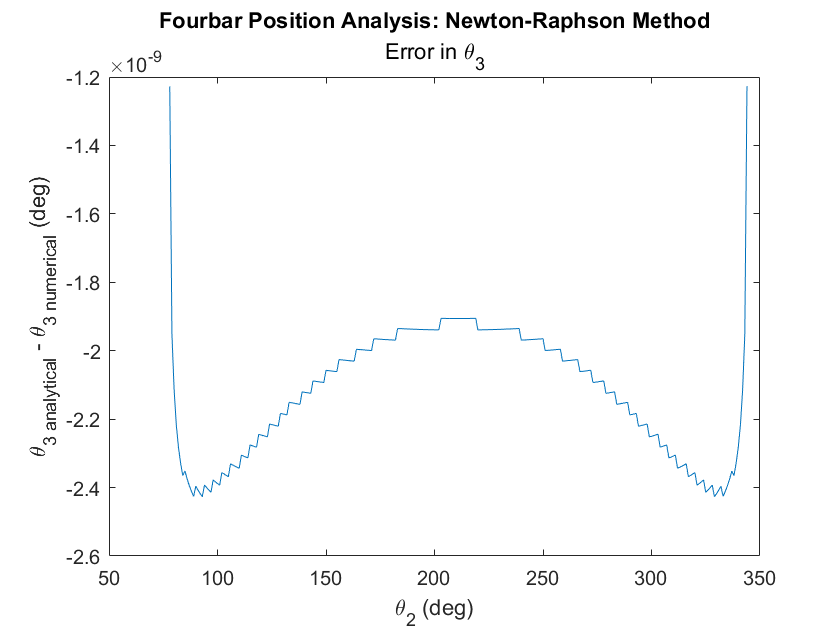 Fourbar Position Analysis: Newton-Raphson Method
Error in θ₃
×10⁻⁹
-1.2
-1.4
-1.6
-1.8
-2
-2.2
-2.4
-2.6
θ₃ analytical - θ₃ numerical (deg)
50 100 150 200 250 300 350
θ₂ (deg)